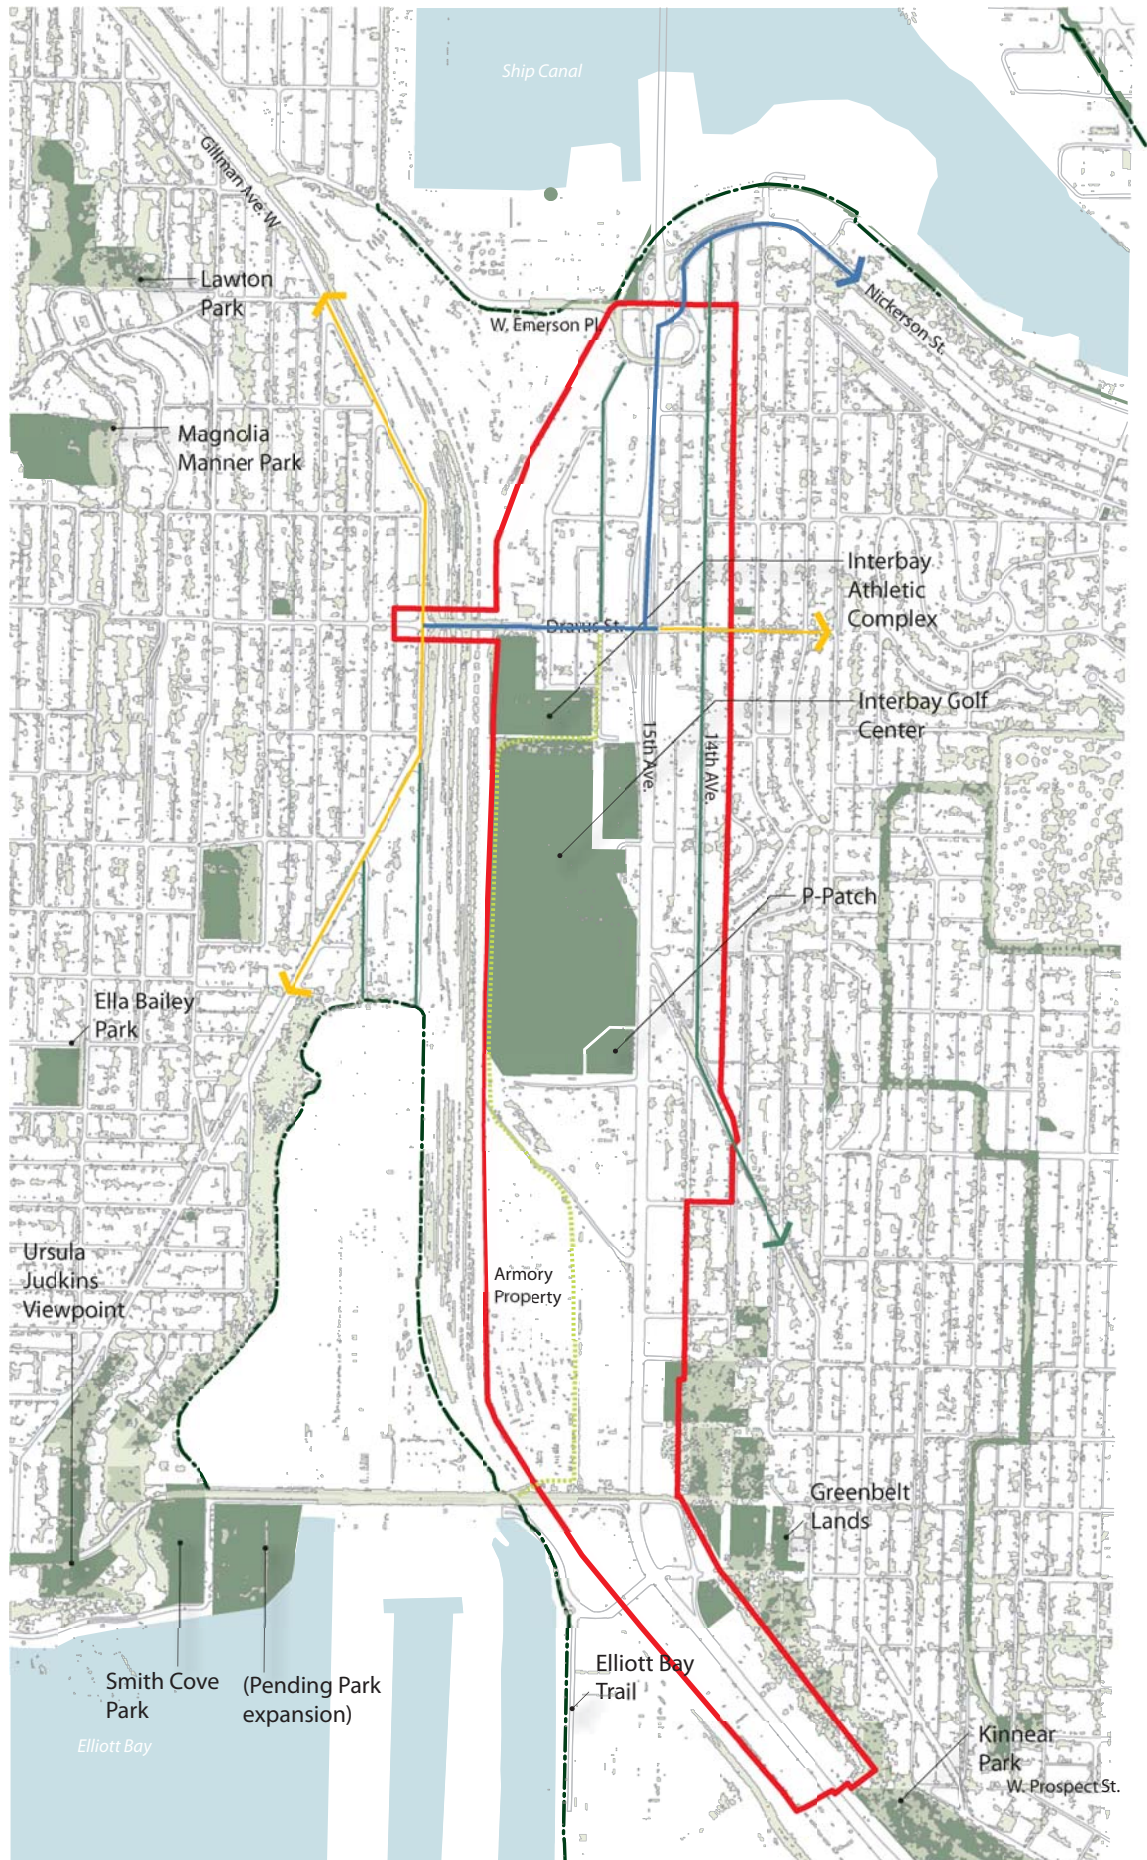 Ship Canal
Gillman Ave. W
Lawton
Park
W. Emerson Pl.
Nickerson St.
Magnolia
Manner Park
Interbay
Athletic
Complex
Dravus St.
Interbay Golf
Center
15th Ave.
14th AVe.
P-Patch
Ella Bailey
Park
Ursula
Judkins
Viewpoint
Armory
Property
Greenbelt
Lands
Elliott Bay
Trail
Smith Cove
Park
(Pending Park
expansion)
Elliott Bay
Kinnear
Park
W. Prospect St.